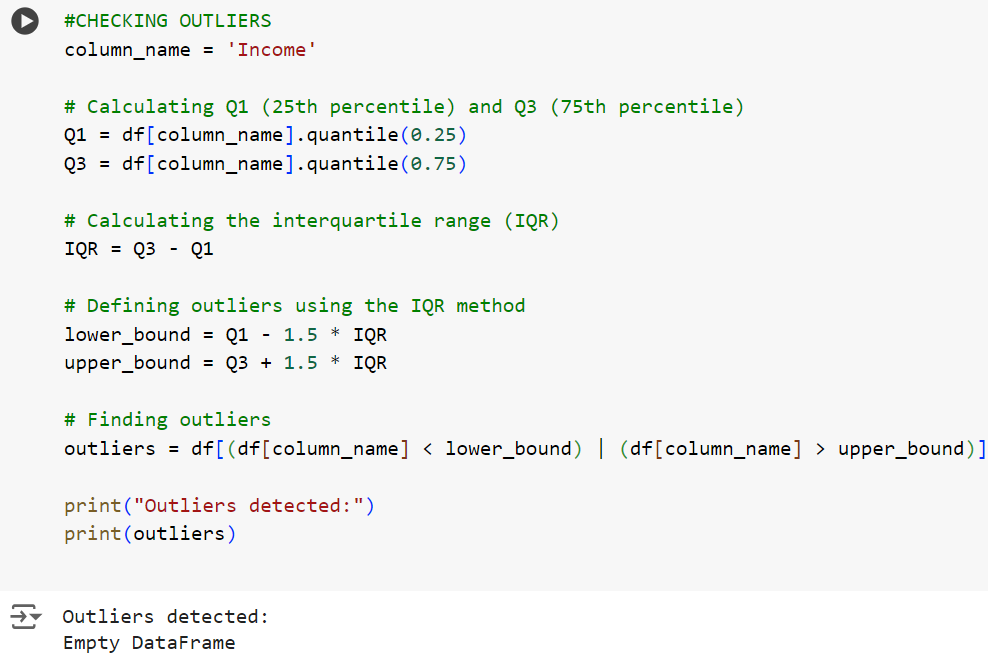 #CHECKING OUTLIERS
column_name = 'Income'
# Calculating Q1 (25th percentile) and Q3 (75th percentile)
Q1 = df[column_name].quantile(0.25)
Q3 = df[column_name].quantile(0.75)
# Calculating the interquartile range (IQR)
IQR = Q3 - Q1
# Defining outliers using the IQR method
lower_bound = Q1 - 1.5 * IQR
upper_bound = Q3 + 1.5 * IQR
# Finding outliers
outliers = df[(df[column_name] < lower_bound) | (df[column_name] > upper_bound)]
print("Outliers detected:")
print(outliers)
Outliers detected:
Empty DataFrame